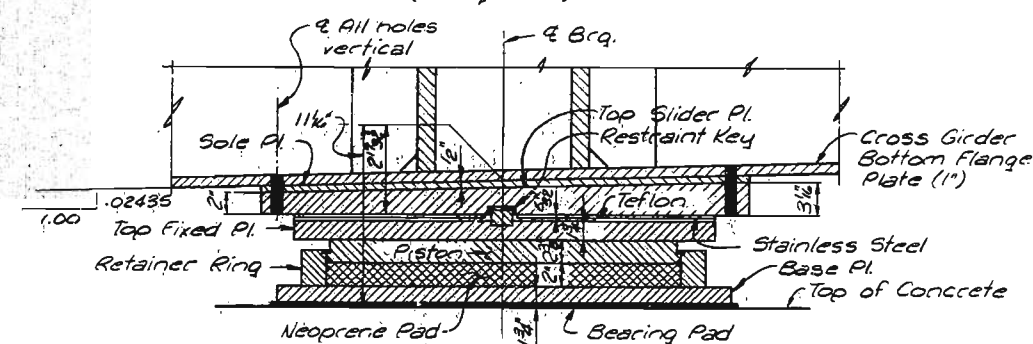 ℄ All holes
vertical
℄ Brg.
Sole Pl.
Top Slider Pl.
Restraint Key
Cross Girder
Bottom Flange
Plate (1")
2"
.02435
1.00
Teflon
Top Fixed Pl.
Stainless Steel
Piston
Retainer Ring
2"
Base Pl.
Top of Concrete
Neoprene Pad
Bearing Pad